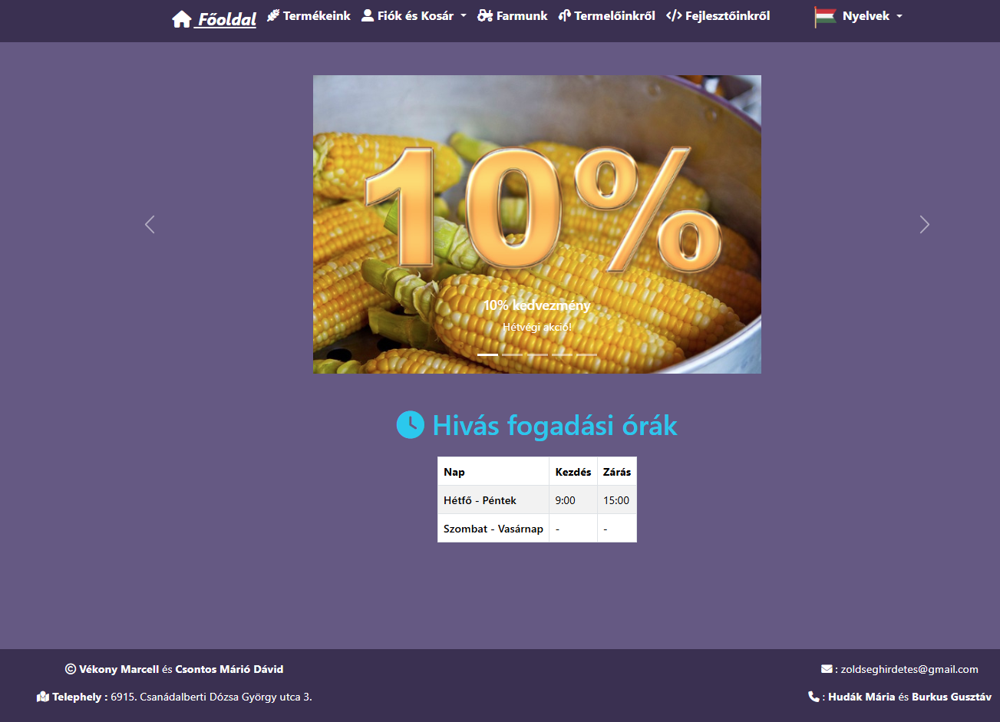 Főoldal Termékeink Fiók és Kosár Farmunk Termelőinkről Fejlesztőinkről Nyelvek
10%
10% kedvezmény
Hétvégi akció!
Hivás fogadási órák
Nap Kezdés Zárás
Hétfő - Péntek 9:00 15:00
Szombat - Vasárnap - -
© Vékony Marcell és Csontos Márió Dávid
: zoldseghirdetes@gmail.com
Telephely : 6915. Csanádalberti Dózsa György utca 3.
: Hudák Mária és Burkus Gusztáv